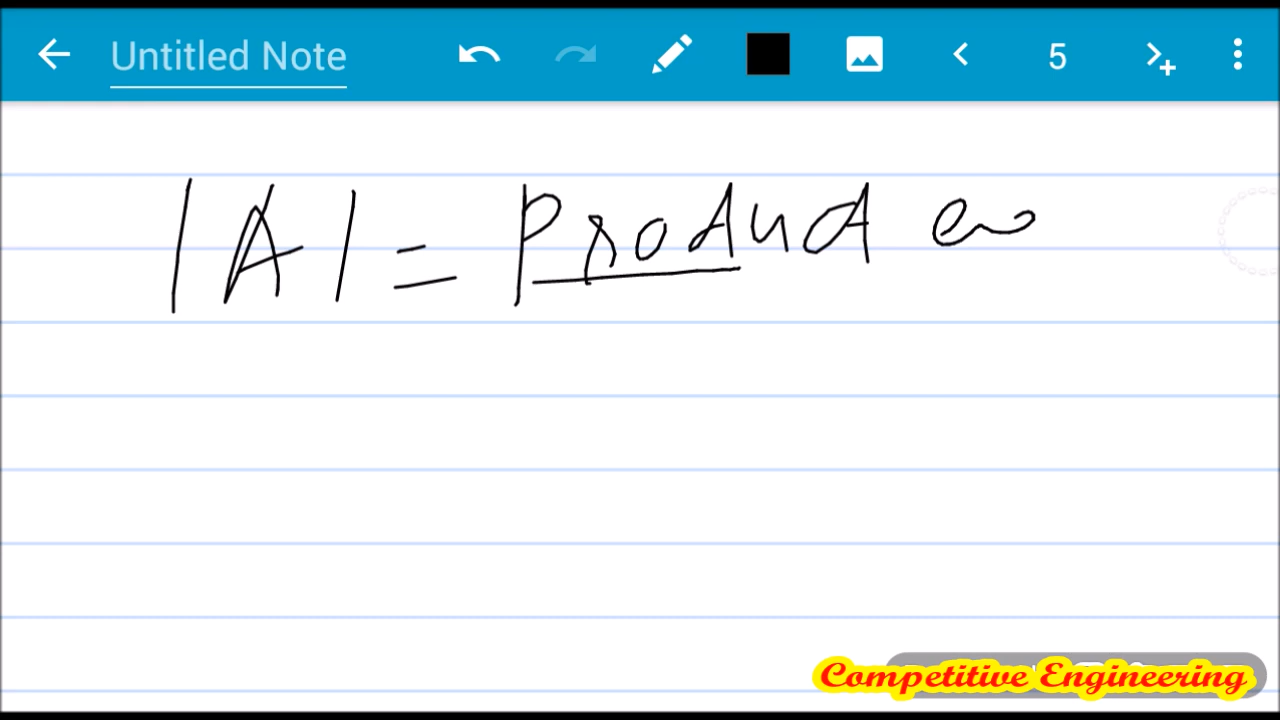 Untitled Note
5
|A| = Product
Competitive Engineering